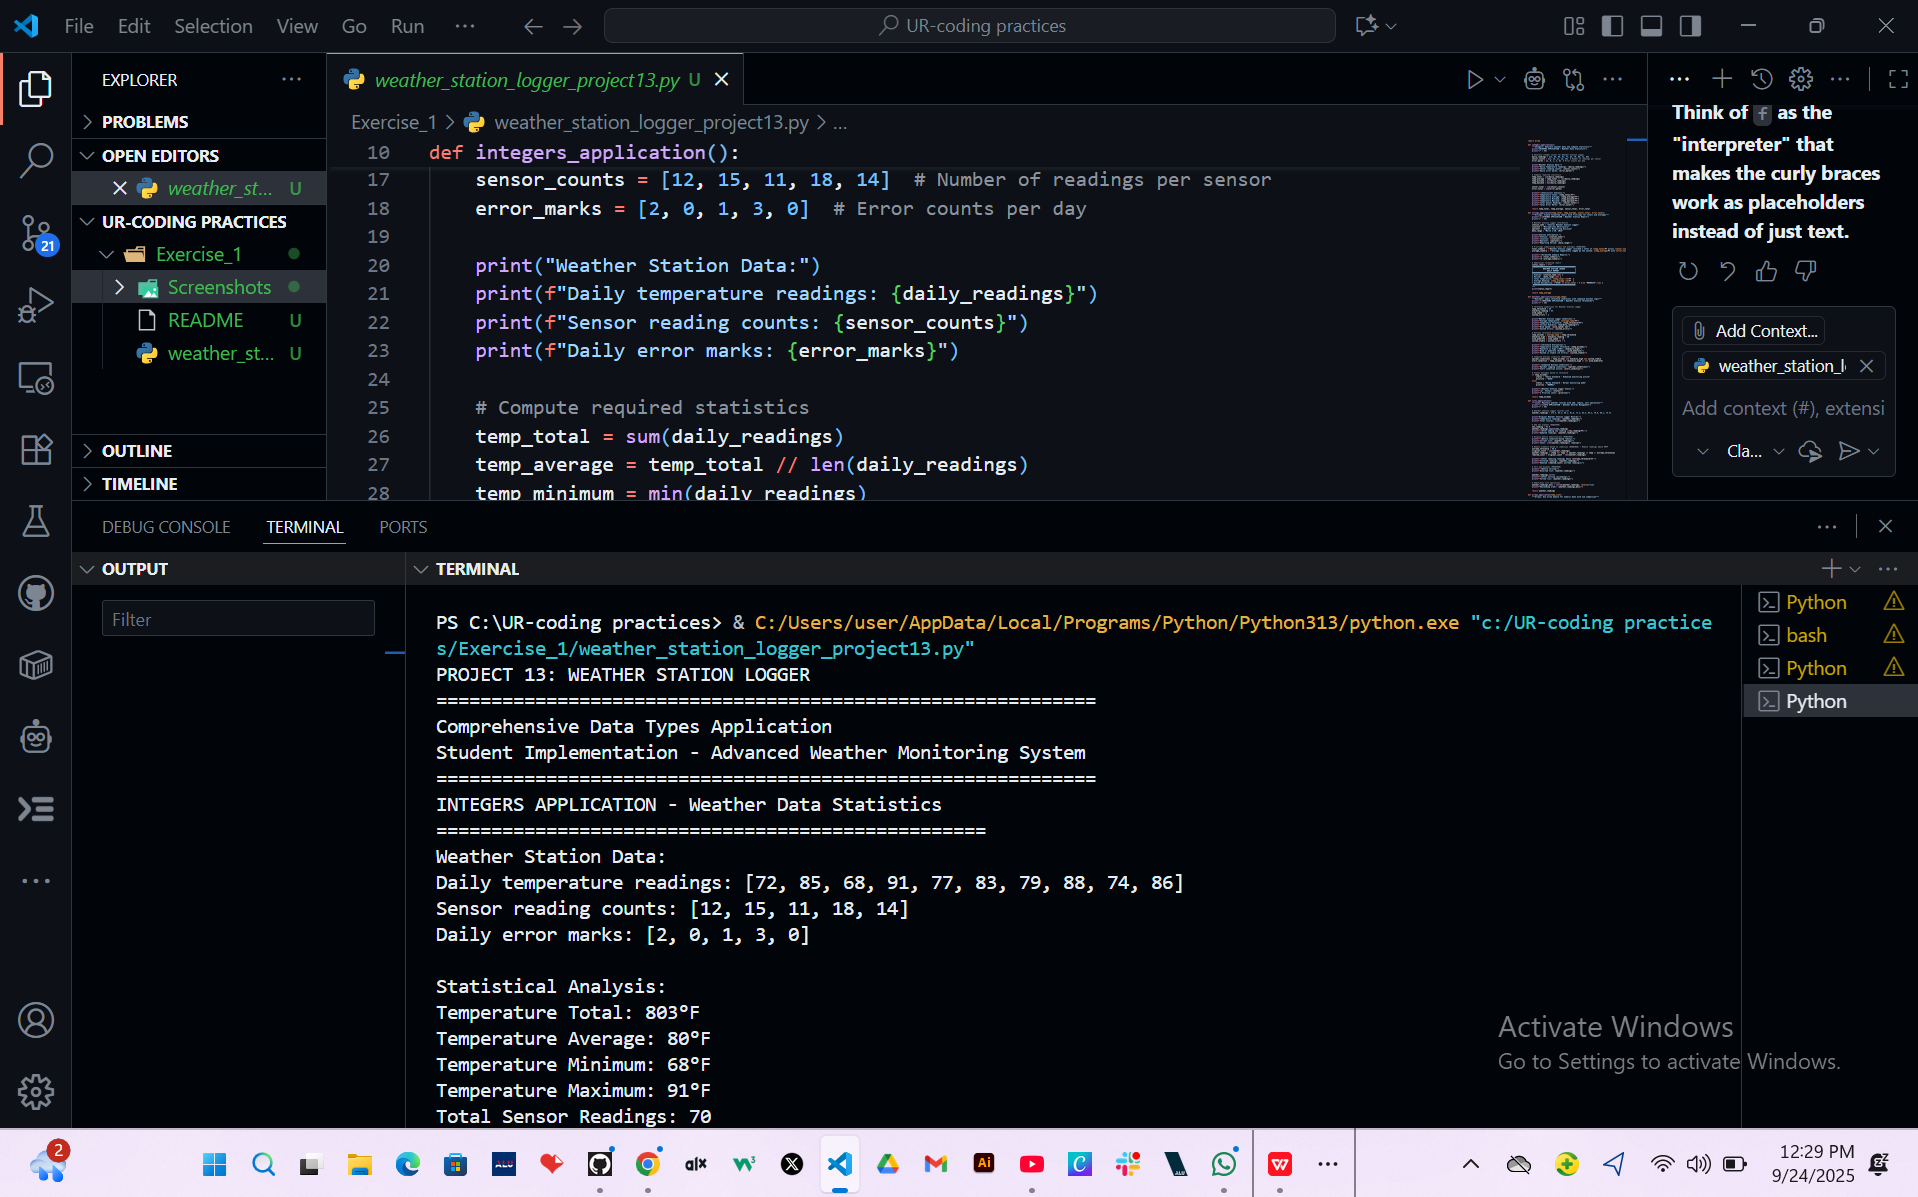 File Edit Selection View Go Run
UR-coding practices
EXPLORER
PROBLEMS
OPEN EDITORS
weather_st... U
UR-CODING PRACTICES
Exercise_1
Screenshots
README U
weather_st... U
OUTLINE
TIMELINE
21
weather_station_logger_project13.py U
Exercise_1 > weather_station_logger_project13.py > ...
10 def integers_application():
17 sensor_counts = [12, 15, 11, 18, 14] # Number of readings per sensor
18 error_marks = [2, 0, 1, 3, 0] # Error counts per day
19
20 print("Weather Station Data:")
21 print(f"Daily temperature readings: {daily_readings}")
22 print(f"Sensor reading counts: {sensor_counts}")
23 print(f"Daily error marks: {error_marks}")
24
25 # Compute required statistics
26 temp_total = sum(daily_readings)
27 temp_average = temp_total // len(daily_readings)
28 temp_minimum = min(daily_readings)
Think of f as the
"interpreter" that
makes the curly braces
work as placeholders
instead of just text.
Add Context...
weather_station_l
Add context (#), extensi
Cla...
DEBUG CONSOLE TERMINAL PORTS
OUTPUT
Filter
TERMINAL
PS C:\UR-coding practices> & C:/Users/user/AppData/Local/Programs/Python/Python313/python.exe "c:/UR-coding practice
s/Exercise_1/weather_station_logger_project13.py"
PROJECT 13: WEATHER STATION LOGGER
============================================================
Comprehensive Data Types Application
Student Implementation - Advanced Weather Monitoring System
============================================================
INTEGERS APPLICATION - Weather Data Statistics
==================================================
Weather Station Data:
Daily temperature readings: [72, 85, 68, 91, 77, 83, 79, 88, 74, 86]
Sensor reading counts: [12, 15, 11, 18, 14]
Daily error marks: [2, 0, 1, 3, 0]
Statistical Analysis:
Temperature Total: 803°F
Temperature Average: 80°F
Temperature Minimum: 68°F
Temperature Maximum: 91°F
Total Sensor Readings: 70
Python
bash
Python
Python
Activate Windows
Go to Settings to activate Windows.
2
ALU
alx
Ai
12:29 PM
9/24/2025